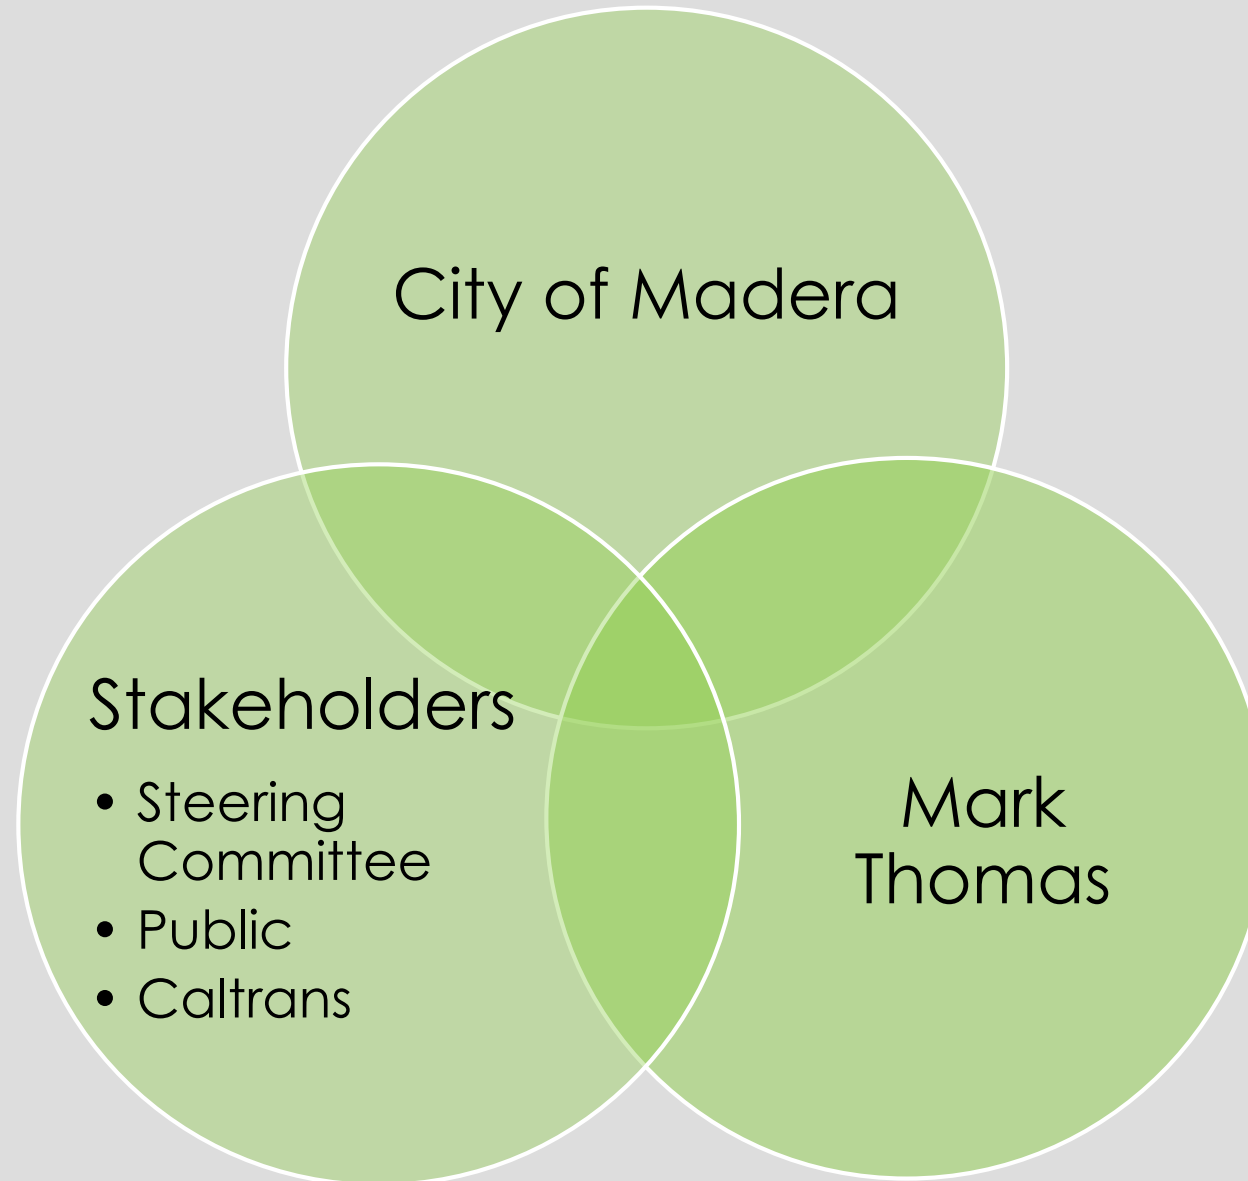 City of Madera
Stakeholders
• Steering
Committee
• Public
• Caltrans
Mark
Thomas